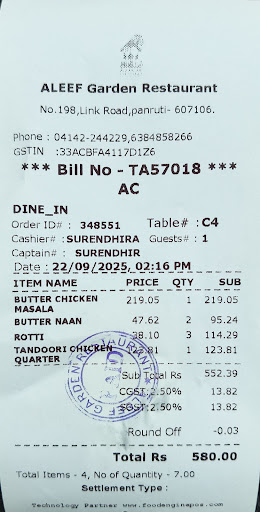 ALEEF Garden Restaurant
No.198,Link Road,panruti- 607106.
Phone : 04142-244229,6384858266
GSTIN :33ACBFA4117D1Z6
*** Bill No - TA57018 ***
AC
DINE_IN
Order ID# : 348551 Table# : C4
Cashier# : SURENDHIRA Guests# : 1
Captain# : SURENDHIR
Date : 22/09/2025, 02:16 PM
ITEM NAME PRICE QTY SUB
BUTTER CHICKEN 219.05 1 219.05
MASALA
BUTTER NAAN 47.62 2 95.24
ROTTI 38.10 3 114.29
TANDOORI CHICKEN 123.81 1 123.81
QUARTER
Sub Total Rs 552.39
CGST:2.50% 13.82
SGST:2.50% 13.82
Round Off -0.03
Total Rs 580.00
Total Items - 4, No of Quantity - 7.00
Settlement Type :
Technology Partner www.foodenginepos.com